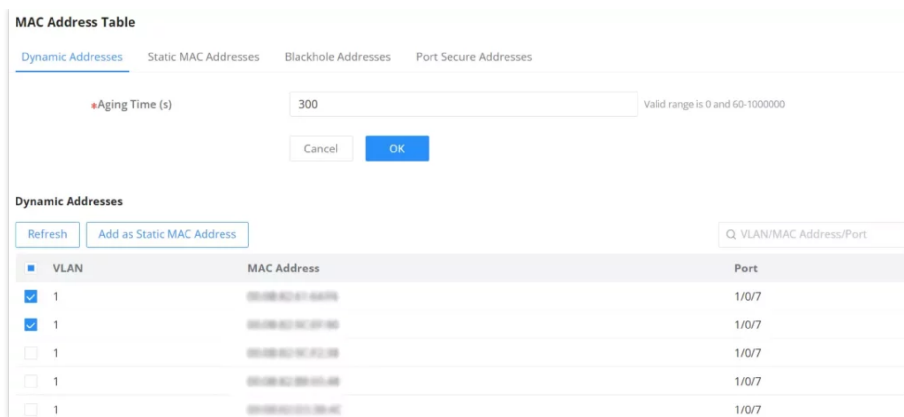 MAC Address Table
Dynamic Addresses Static MAC Addresses Blackhole Addresses Port Secure Addresses
*Aging Time (s) 300 Valid range is 0 and 60-1000000
Cancel OK
Dynamic Addresses
Refresh Add as Static MAC Address VLAN/MAC Address/Port
VLAN MAC Address Port
1 1/0/7
1 1/0/7
1 1/0/7
1 1/0/7
1 1/0/7